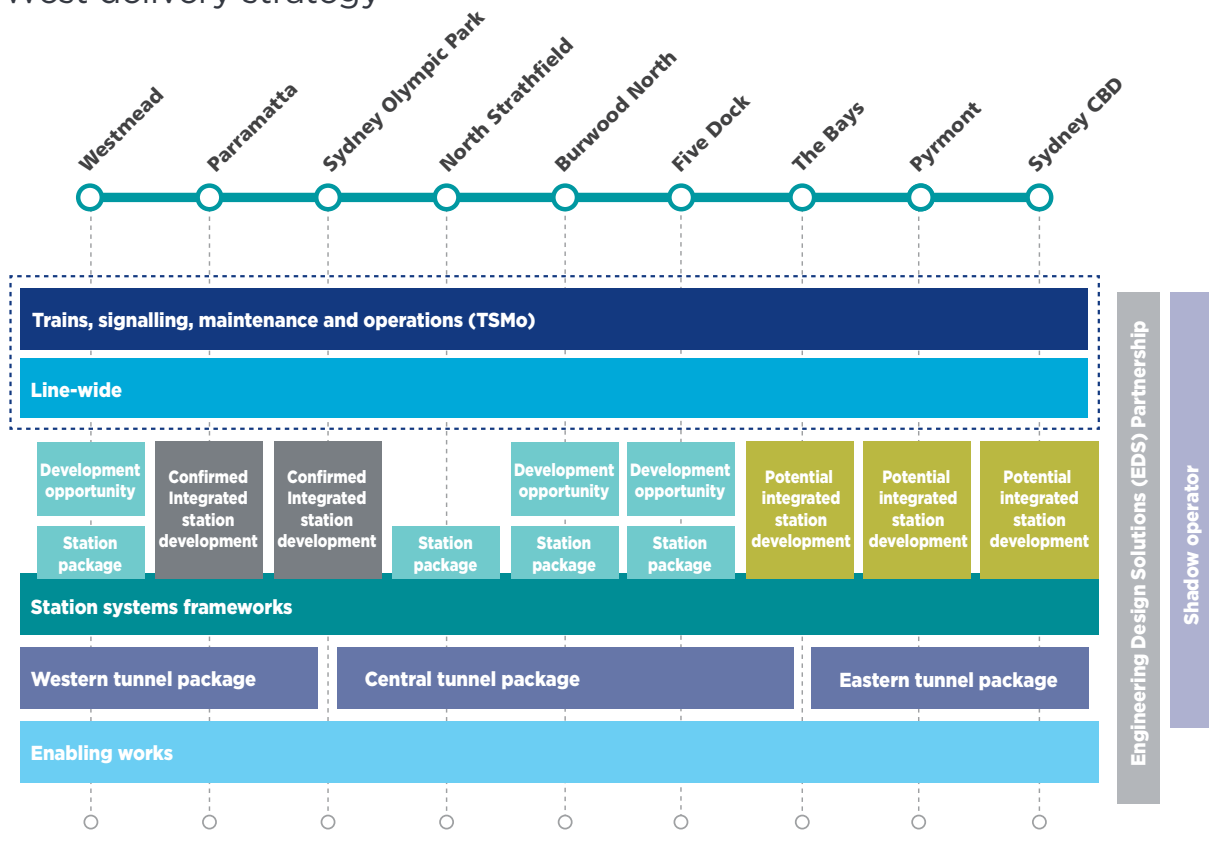 West delivery strategy
Westmead
Parramatta
Sydney Olympic Park
North Strathfield
Burwood North
Five Dock
The Bays
Pyrmont
Sydney CBD
Trains, signalling, maintenance and operations (TSMo)
Line-wide
Development
opportunity
Station
package
Confirmed
Integrated
station
development
Confirmed
Integrated
station
development
Station
package
Development
opportunity
Station
package
Development
opportunity
Station
package
Potential
integrated
station
development
Potential
integrated
station
development
Potential
integrated
station
development
Station systems frameworks
Western tunnel package
Central tunnel package
Eastern tunnel package
Enabling works
Engineering Design Solutions (EDS) Partnership
Shadow operator